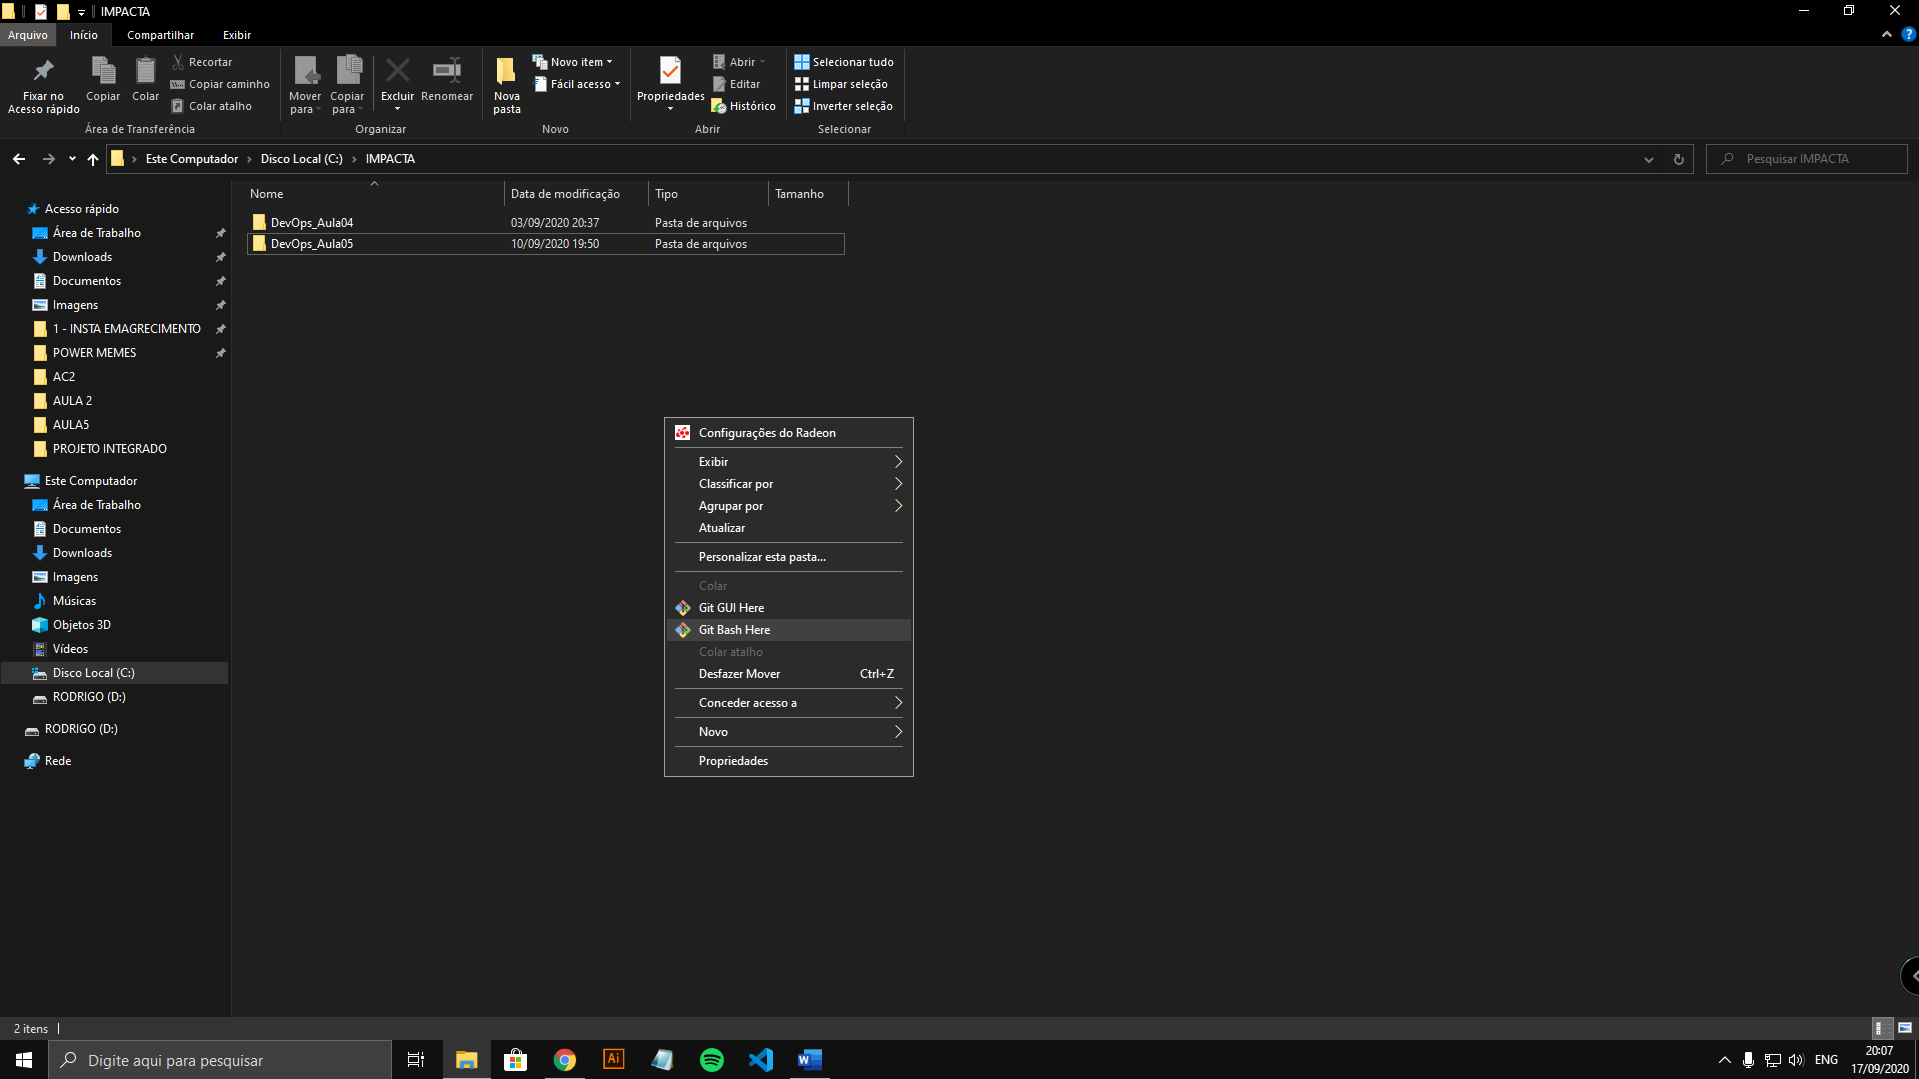 IMPACTA
Arquivo Início Compartilhar Exibir
Fixar no Acesso rápido
Copiar
Colar
Recortar
Copiar caminho
Colar atalho
Área de Transferência
Mover para
Copiar para
Excluir
Renomear
Organizar
Nova pasta
Novo item
Fácil acesso
Novo
Propriedades
Abrir
Editar
Histórico
Abrir
Selecionar tudo
Limpar seleção
Inverter seleção
Selecionar
Este Computador Disco Local (C:) IMPACTA
Pesquisar IMPACTA
Nome Data de modificação Tipo Tamanho
DevOps_Aula04 03/09/2020 20:37 Pasta de arquivos
DevOps_Aula05 10/09/2020 19:50 Pasta de arquivos
Acesso rápido
Área de Trabalho
Downloads
Documentos
Imagens
1 - INSTA EMAGRECIMENTO
POWER MEMES
AC2
AULA 2
AULA5
PROJETO INTEGRADO
Este Computador
Área de Trabalho
Documentos
Downloads
Imagens
Músicas
Objetos 3D
Vídeos
Disco Local (C:)
RODRIGO (D:)
RODRIGO (D:)
Rede
Configurações do Radeon
Exibir
Classificar por
Agrupar por
Atualizar
Personalizar esta pasta...
Colar
Git GUI Here
Git Bash Here
Colar atalho
Desfazer Mover Ctrl+Z
Conceder acesso a
Novo
Propriedades
2 itens
Digite aqui para pesquisar
Ai
W
ENG
20:07
17/09/2020